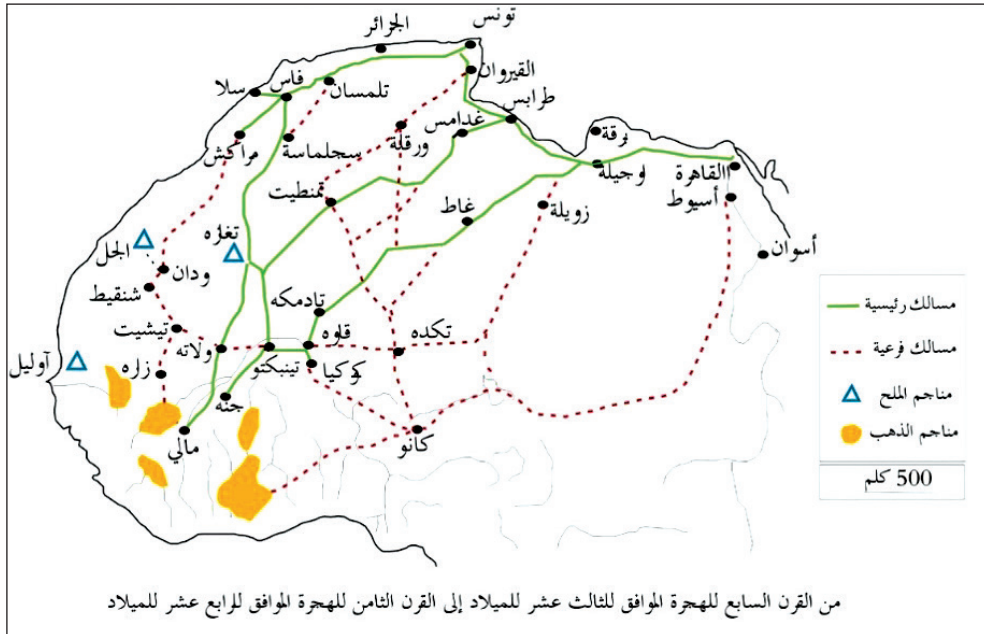 تونس
الجزائر
القيروان
طرابس
برقة
سلا
فاس
تلمسان
غدامس
ورقلة
مراكش
سجلماسة
اوجيلة
االقاهرة
أسيوط
أسوان
تمنطيت
غاط
زويلة
تغازه
الجل
ودان
شنقيط
تادمكه
تيشيت
ولاته
تينبكتو
قاوه
تكده
كوكيا
آوليل
زاره
جنه
مالي
كانو
مسالك رئيسية
مسالك فرعية
مناجم الملح
مناجم الذهب
500 كلم
من القرن السابع للهجرة الموافق للثالث عشر للميلاد إلى القرن الثامن للهجرة الموافق للرابع عشر للميلاد